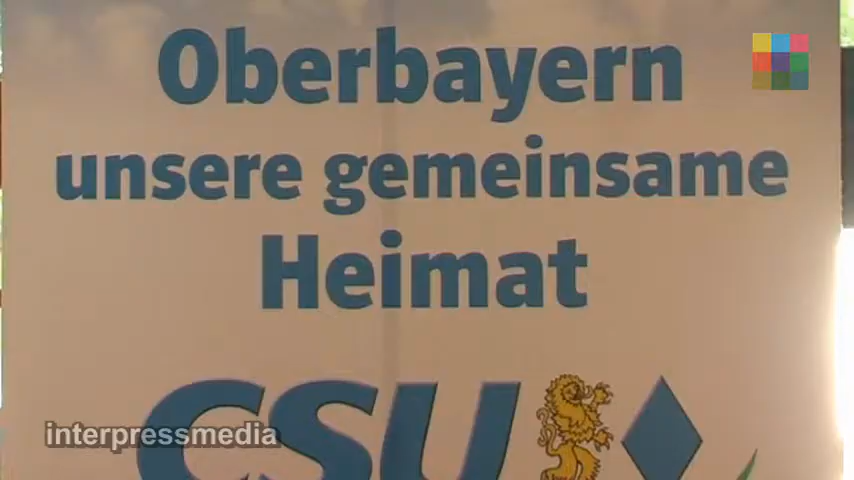 Oberbayern
unsere gemeinsame
Heimat
CSU
interpressmedia